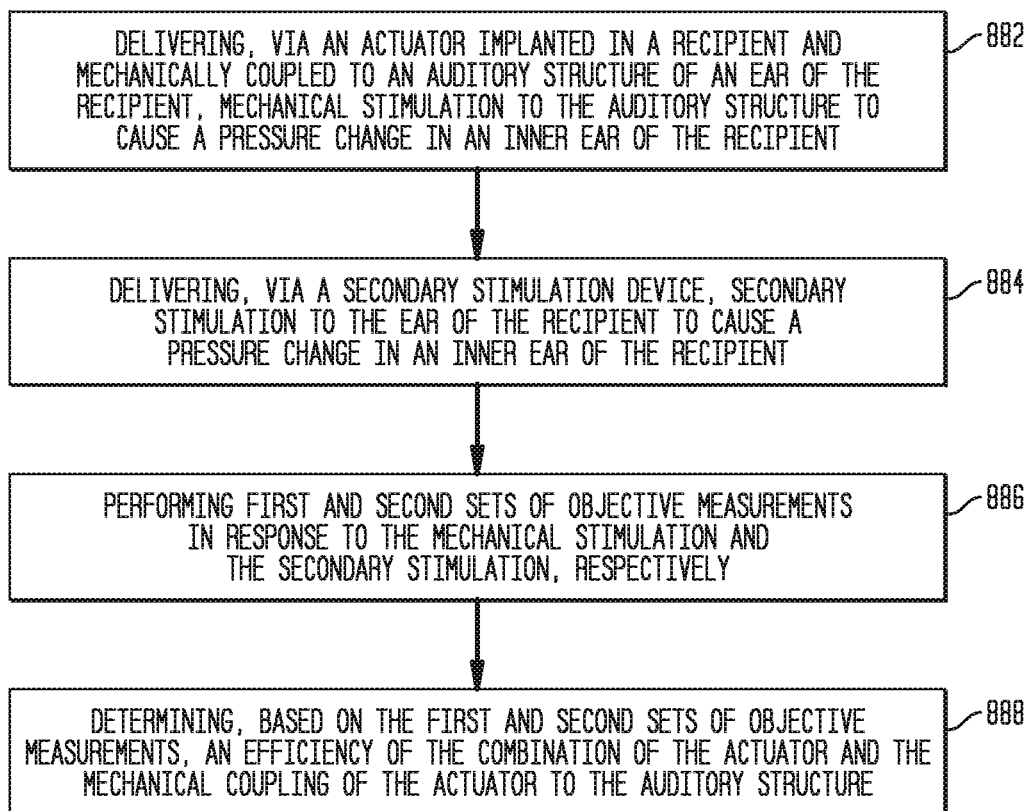 DELIVERING, VIA AN ACTUATOR IMPLANTED IN A RECIPIENT AND
MECHANICALLY COUPLED TO AN AUDITORY STRUCTURE OF AN EAR OF THE
RECIPIENT, MECHANICAL STIMULATION TO THE AUDITORY STRUCTURE TO
CAUSE A PRESSURE CHANGE IN AN INNER EAR OF THE RECIPIENT
882
DELIVERING, VIA A SECONDARY STIMULATION DEVICE, SECONDARY
STIMULATION TO THE EAR OF THE RECIPIENT TO CAUSE A
PRESSURE CHANGE IN AN INNER EAR OF THE RECIPIENT
884
PERFORMING FIRST AND SECOND SETS OF OBJECTIVE MEASUREMENTS
IN RESPONSE TO THE MECHANICAL STIMULATION AND
THE SECONDARY STIMULATION, RESPECTIVELY
886
DETERMINING, BASED ON THE FIRST AND SECOND SETS OF OBJECTIVE
MEASUREMENTS, AN EFFICIENCY OF THE COMBINATION OF THE ACTUATOR AND THE
MECHANICAL COUPLING OF THE ACTUATOR TO THE AUDITORY STRUCTURE
888